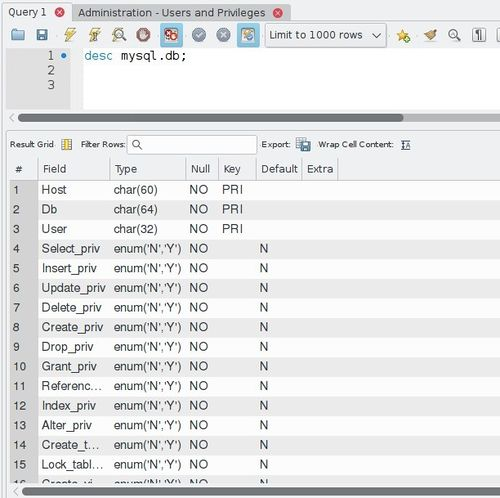 Query 1 Administration - Users and Privileges
Limit to 1000 rows
1 desc mysql.db;
2
3
Result Grid Filter Rows: Export: Wrap Cell Content:
# Field Type Null Key Default Extra
1 Host char(60) NO PRI
2 Db char(64) NO PRI
3 User char(32) NO PRI
4 Select_priv enum('N','Y') NO N
5 Insert_priv enum('N','Y') NO N
6 Update_priv enum('N','Y') NO N
7 Delete_priv enum('N','Y') NO N
8 Create_priv enum('N','Y') NO N
9 Drop_priv enum('N','Y') NO N
10 Grant_priv enum('N','Y') NO N
11 Referenc... enum('N','Y') NO N
12 Index_priv enum('N','Y') NO N
13 Alter_priv enum('N','Y') NO N
14 Create_t... enum('N','Y') NO N
15 Lock_tabl... enum('N','Y') NO N